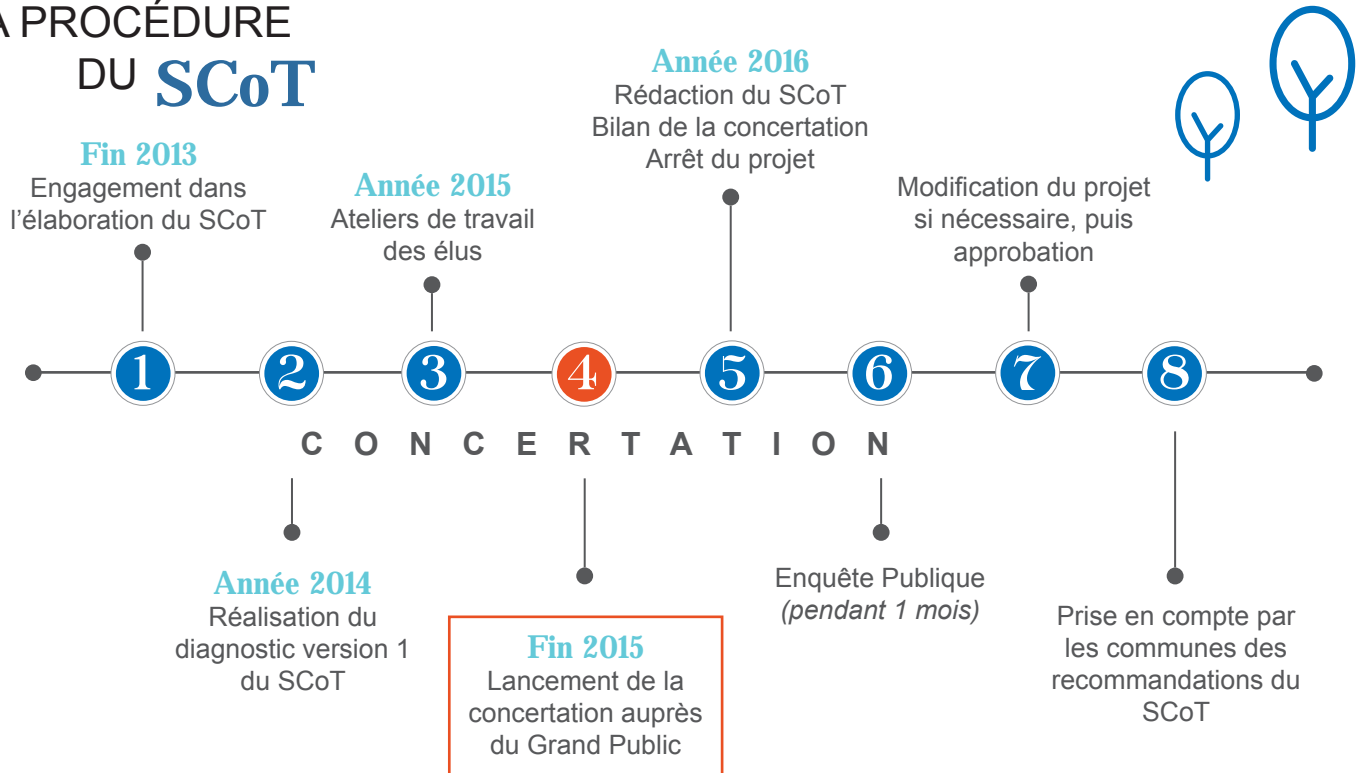 A PROCÉDURE
DU SCoT
Fin 2013
Engagement dans
l'élaboration du SCoT
Année 2015
Ateliers de travail
des élus
Année 2016
Rédaction du SCoT
Bilan de la concertation
Arrêt du projet
Modification du projet
si nécessaire, puis
approbation
1 2 3 4 5 6 7 8
CONCERTATION
Année 2014
Réalisation du
diagnostic version 1
du SCoT
Fin 2015
Lancement de la
concertation auprès
du Grand Public
Enquête Publique
(pendant 1 mois)
Prise en compte par
les communes des
recommandations du
SCoT